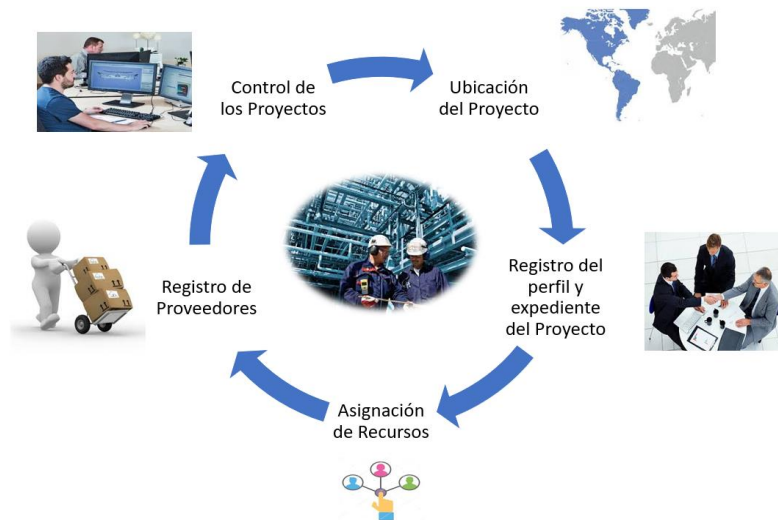 Control de
los Proyectos
Ubicación
del Proyecto
Registro del
perfil y
expediente
del Proyecto
Asignación
de Recursos
Registro de
Proveedores